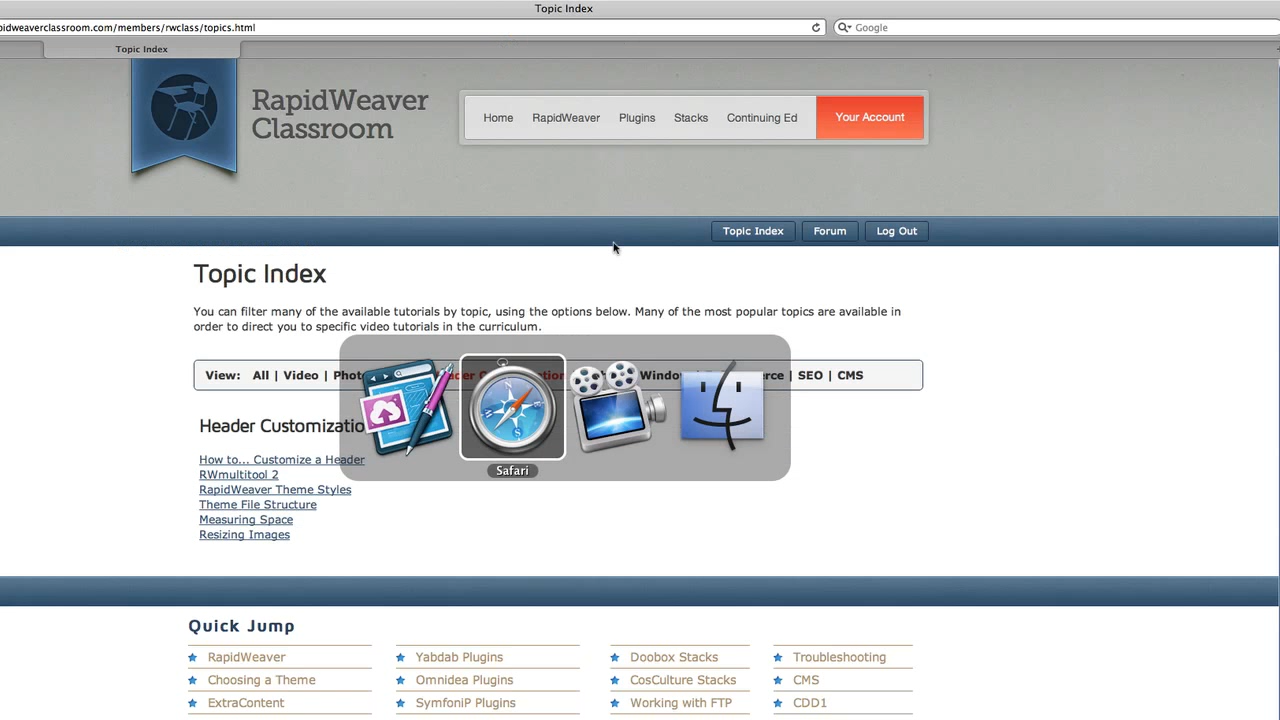 Topic Index
pidweaverclassroom.com/members/rwclass/topics.html
Google
Topic Index
RapidWeaver
Classroom
Home RapidWeaver Plugins Stacks Continuing Ed Your Account
Topic Index Forum Log Out
Topic Index
You can filter many of the available tutorials by topic, using the options below. Many of the most popular topics are available in
order to direct you to specific video tutorials in the curriculum.
View: All | Video | SEO | CMS
Header Customizatio
How to... Customize a Header
RWmultitool 2
RapidWeaver Theme Styles
Theme File Structure
Measuring Space
Resizing Images
Safari
Quick Jump
RapidWeaver Yabdab Plugins Doobox Stacks Troubleshooting
Choosing a Theme Omnidea Plugins CosCulture Stacks CMS
ExtraContent SymfoniP Plugins Working with FTP CDD1